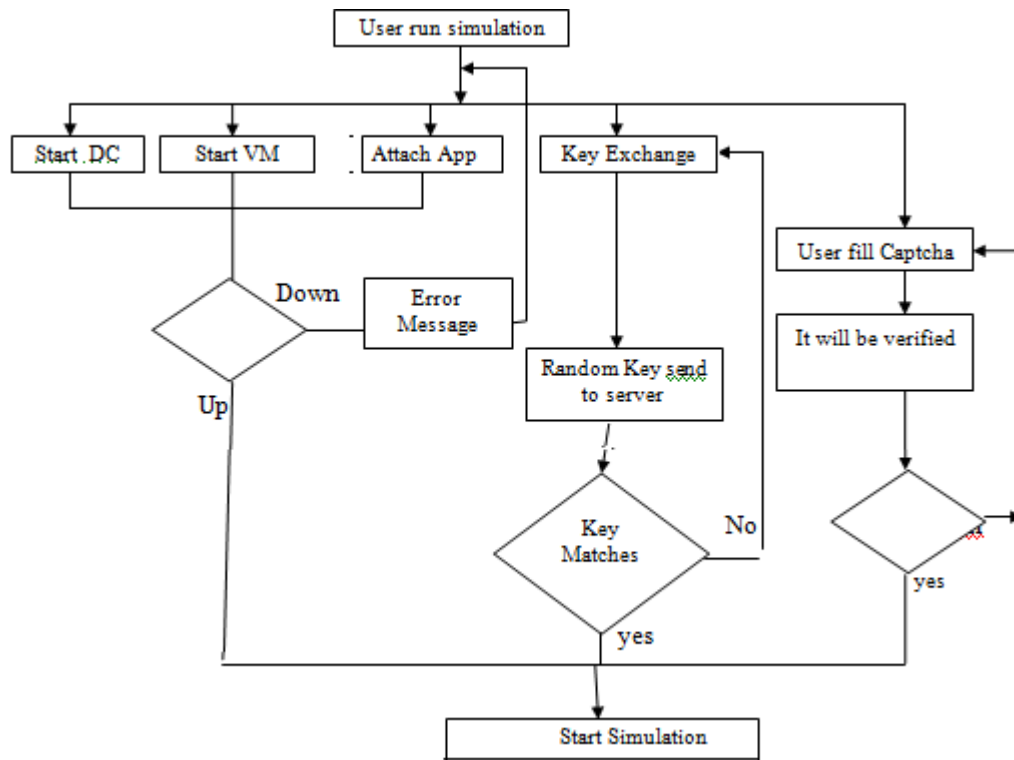 User run simulation
Start .DC
Start VM
Attach App
Key Exchange
User fill Captcha
Down
Error
Message
It will be verified
Random Key send
to server
Up
Key
Matches
No
yes
yes
Start Simulation